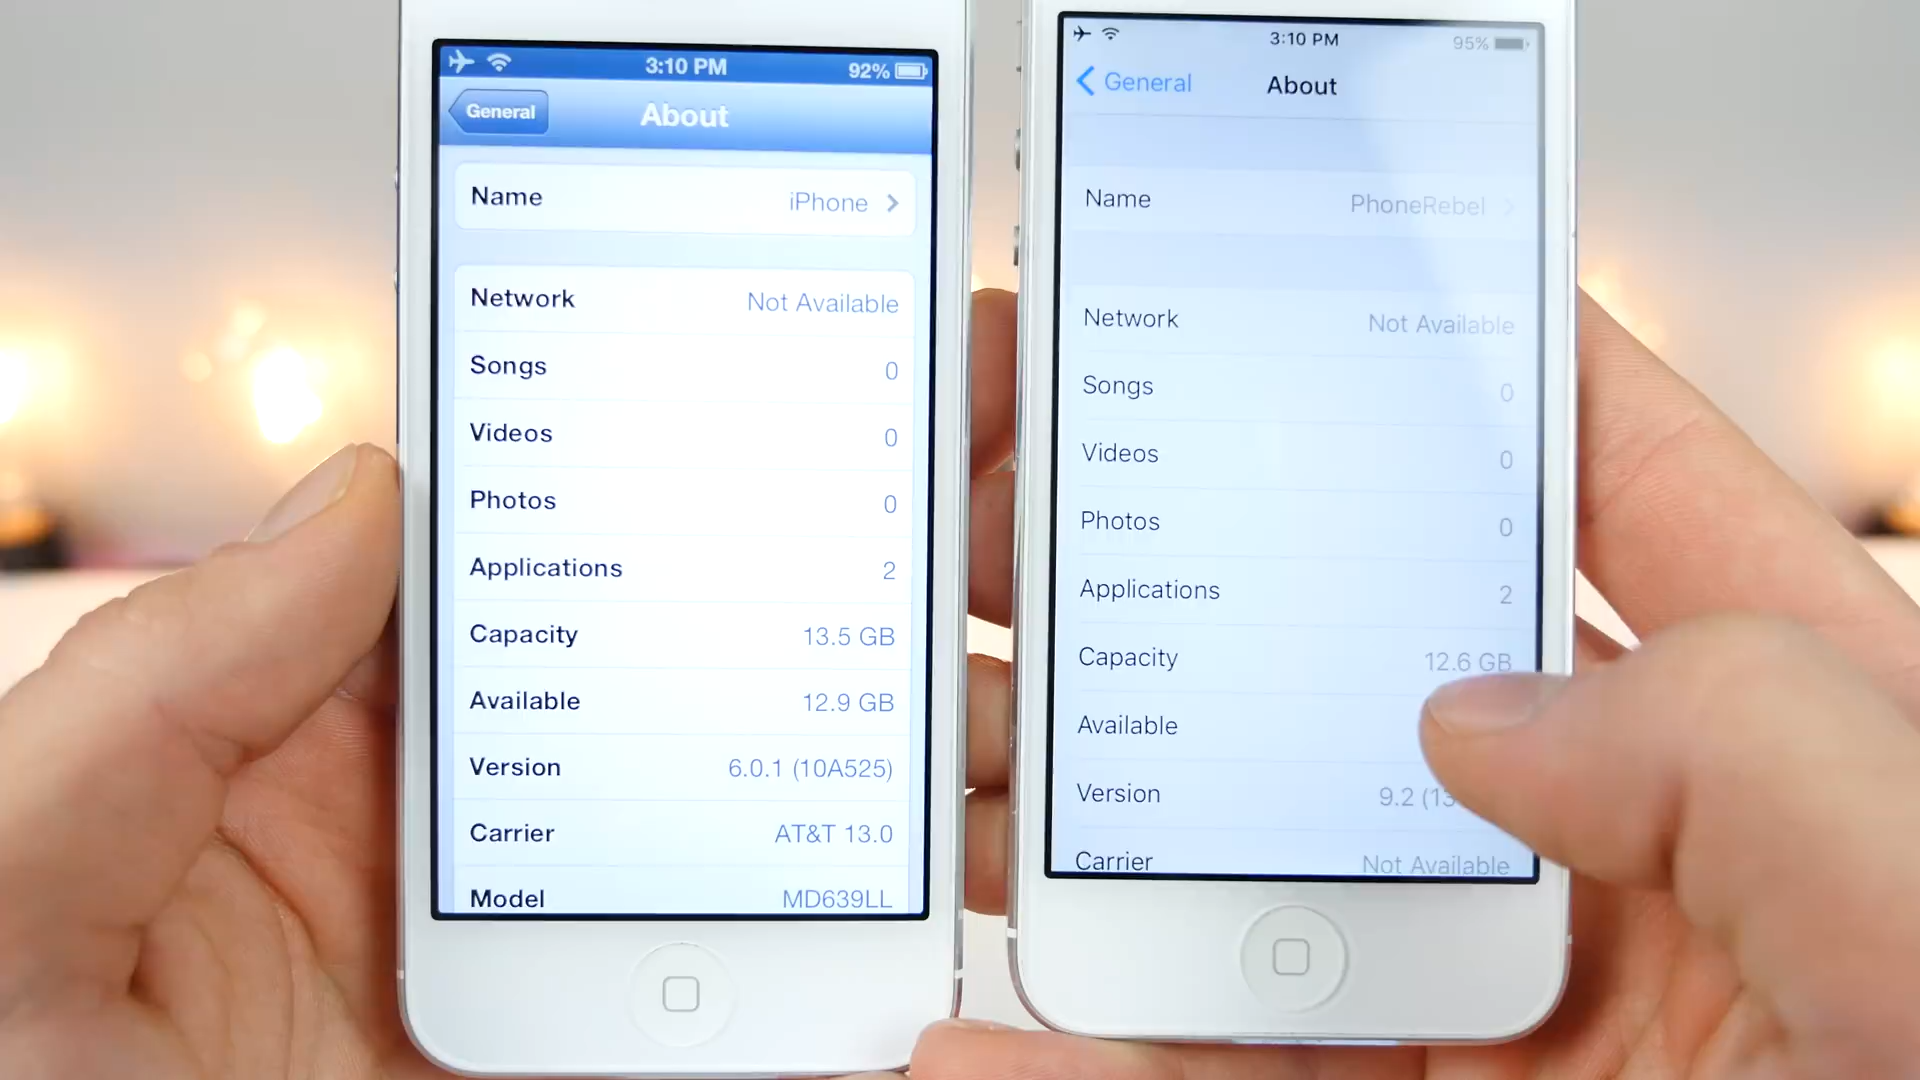 3:10 PM 92%
General About
Name iPhone
Network Not Available
Songs 0
Videos 0
Photos 0
Applications 2
Capacity 13.5 GB
Available 12.9 GB
Version 6.0.1 (10A525)
Carrier AT&T 13.0
Model MD639LL
3:10 PM 95%
General About
Name PhoneRebel
Network Not Available
Songs 0
Videos 0
Photos 0
Applications 2
Capacity 12.6 GB
Available
Version 9.2 (13
Carrier Not Available